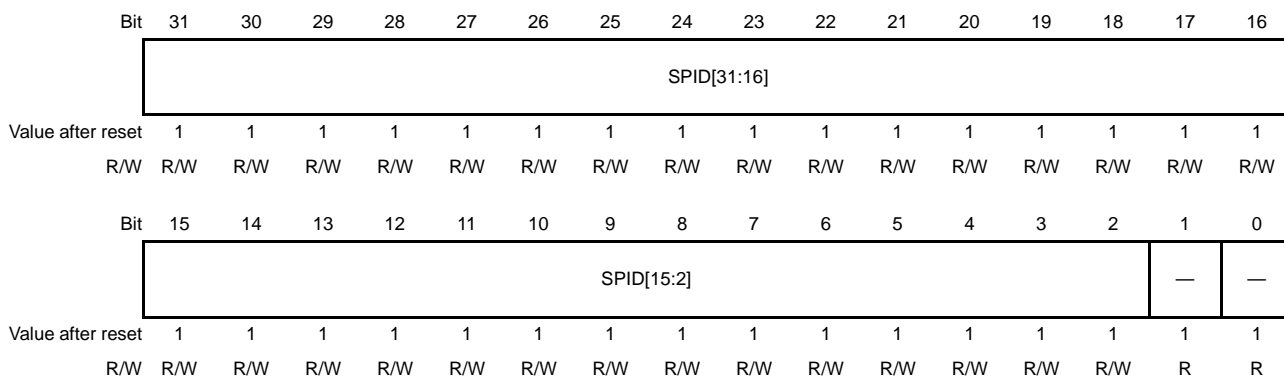 Bit 31 30 29 28 27 26 25 24 23 22 21 20 19 18 17 16
SPID[31:16]
Value after reset 1 1 1 1 1 1 1 1 1 1 1 1 1 1 1 1
R/W R/W R/W R/W R/W R/W R/W R/W R/W R/W R/W R/W R/W R/W R/W R/W R/W
Bit 15 14 13 12 11 10 9 8 7 6 5 4 3 2 1 0
SPID[15:2] — —
Value after reset 1 1 1 1 1 1 1 1 1 1 1 1 1 1 1 1
R/W R/W R/W R/W R/W R/W R/W R/W R/W R/W R/W R/W R/W R/W R/W R R